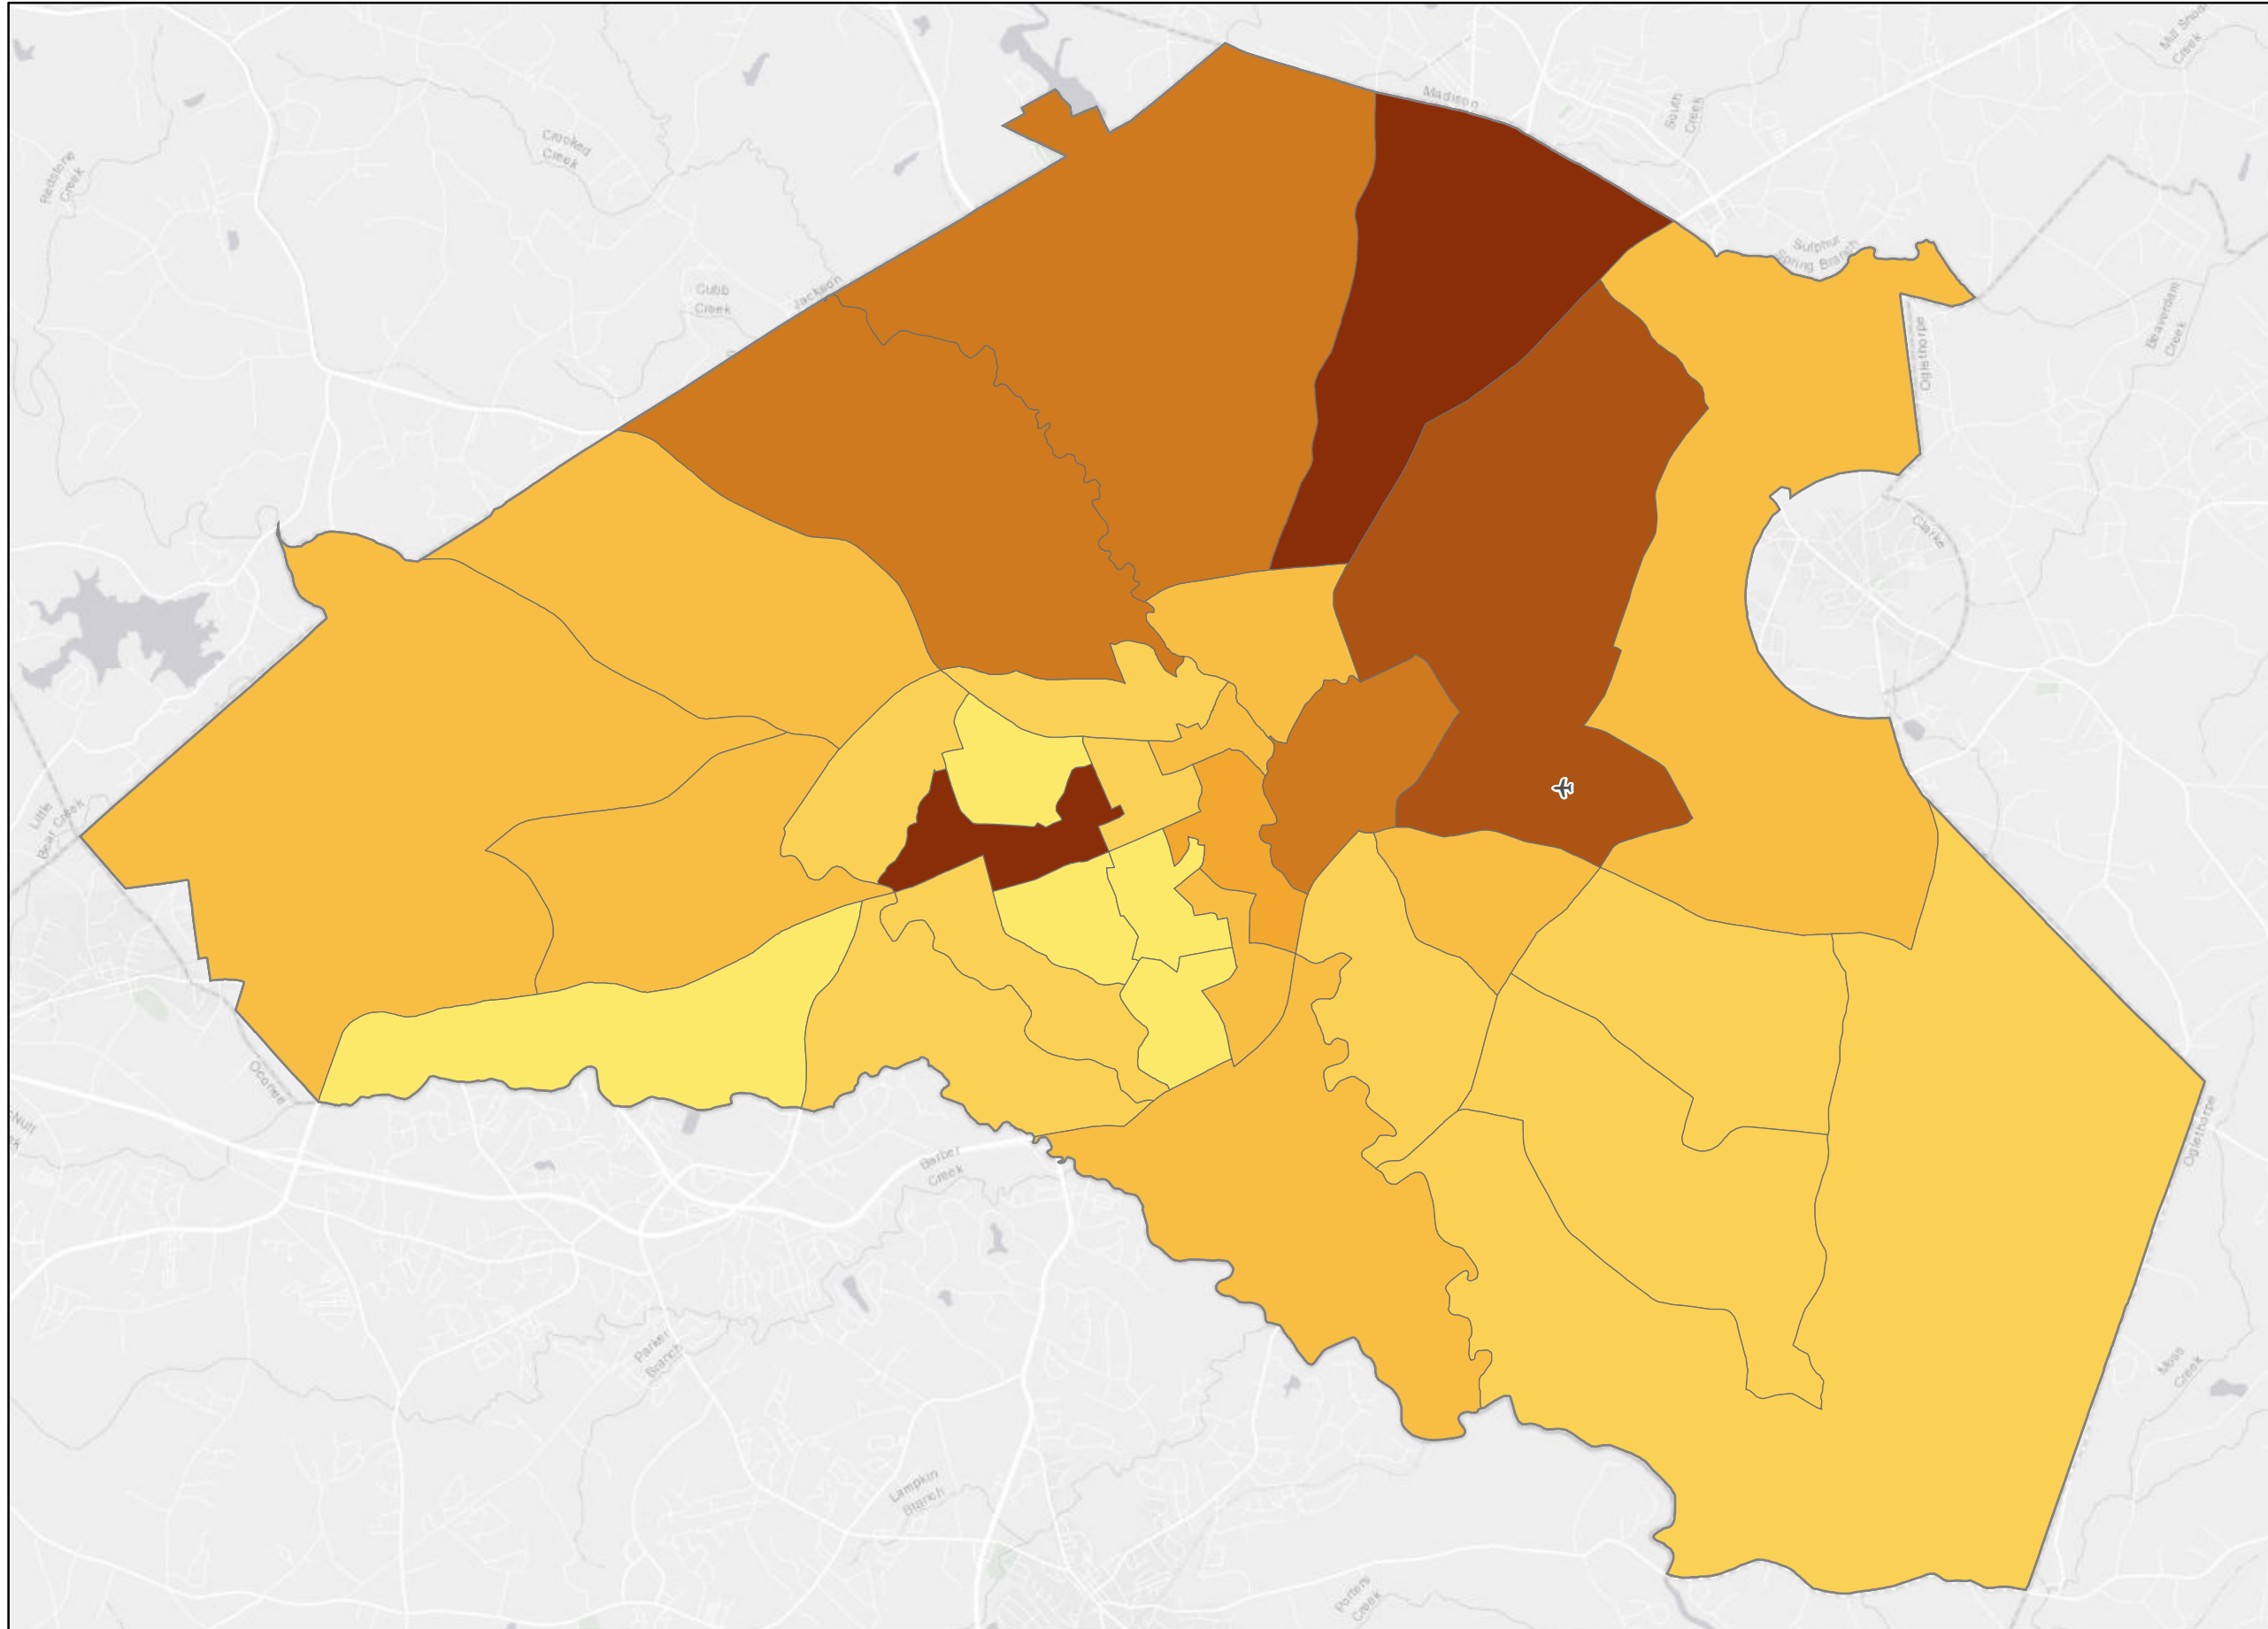 Mill Shoal
Creek
Madison
South
Creek
Crooked
Creek
Redstone
Creek
Sulphur
Spring Branch
Cubb
Creek
Jackson
Beaverdam
Creek
Oglethorpe
Clarke
Little
Bear Creek
Oconee
Barber
Creek
Oglethorpe
Parker
Branch
Moss
Creek
Lampkin
Branch
Porters
Creek